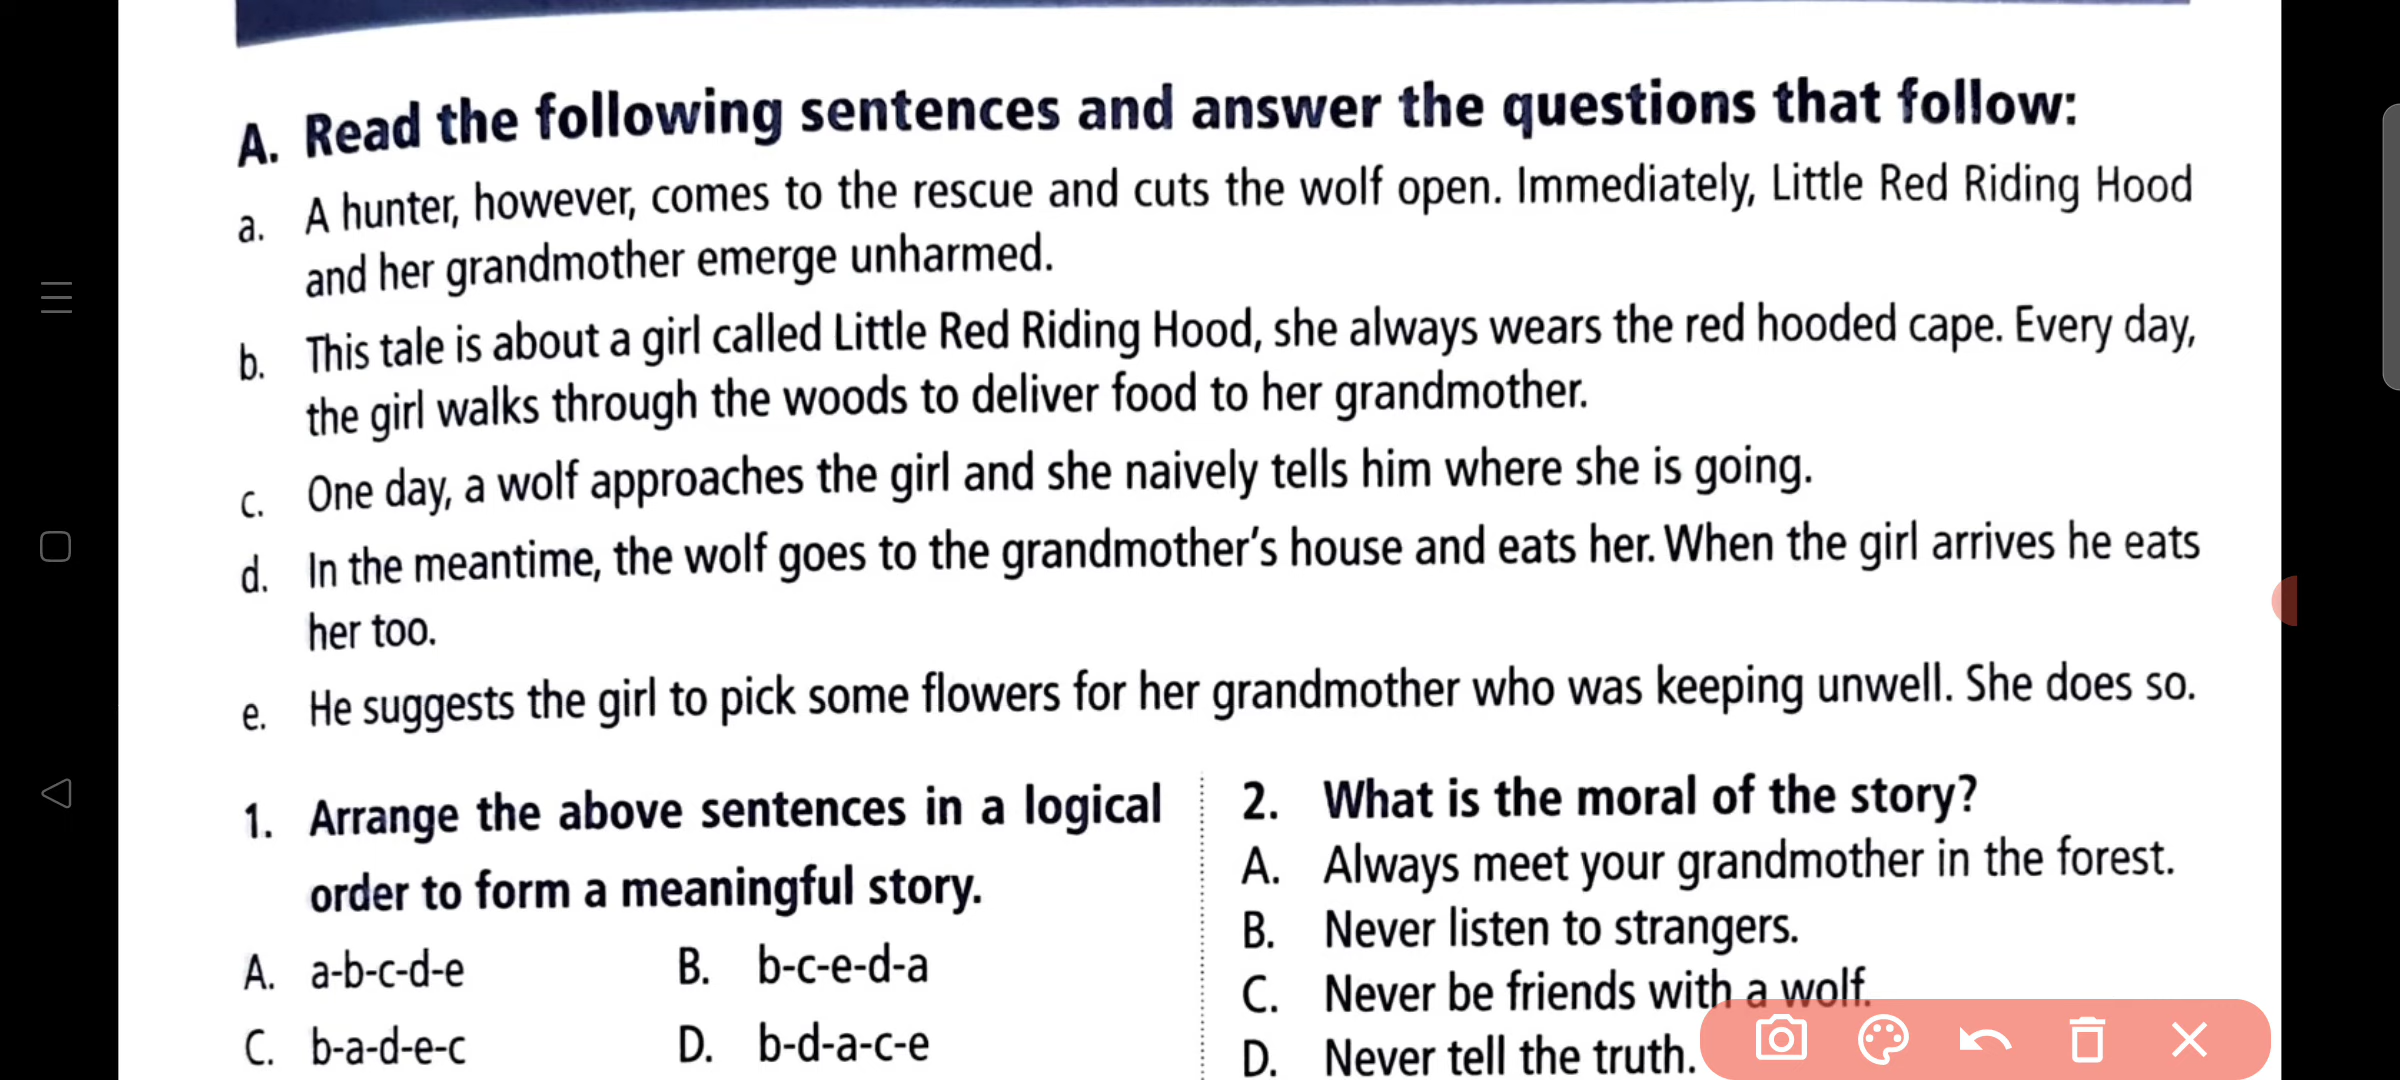 A. Read the following sentences and answer the questions that follow:
a. A hunter, however, comes to the rescue and cuts the wolf open. Immediately, Little Red Riding Hood
and her grandmother emerge unharmed.
b. This tale is about a girl called Little Red Riding Hood, she always wears the red hooded cape. Every day,
the girl walks through the woods to deliver food to her grandmother.
c. One day, a wolf approaches the girl and she naively tells him where she is going.
d. In the meantime, the wolf goes to the grandmother's house and eats her. When the girl arrives he eats
her too.
e. He suggests the girl to pick some flowers for her grandmother who was keeping unwell. She does so.
1. Arrange the above sentences in a logical
order to form a meaningful story.
A. a-b-c-d-e B. b-c-e-d-a
C. b-a-d-e-c D. b-d-a-c-e
2. What is the moral of the story?
A. Always meet your grandmother in the forest.
B. Never listen to strangers.
C. Never be friends with a wolf.
D. Never tell the truth.